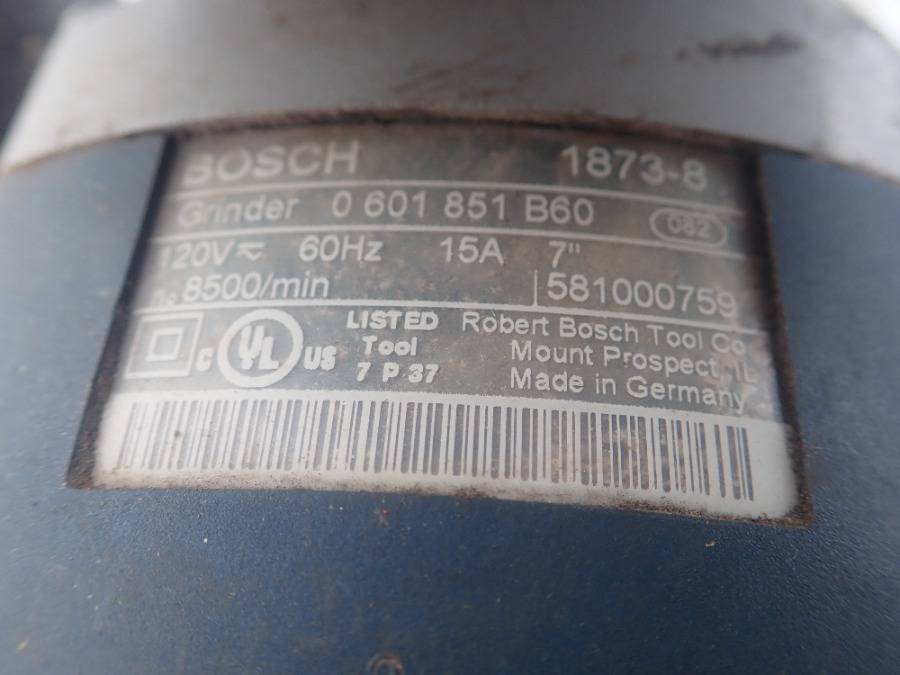 BOSCH 1873-8
Grinder 0 601 851 B60 082
120V 60Hz 15A 7"
n₀ 8500/min 581000759
C UL US LISTED Robert Bosch Tool Co
Tool Mount Prospect, IL
7 P 37 Made in Germany